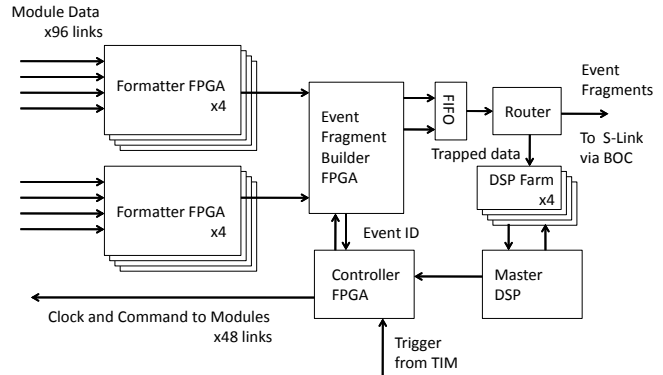 Module Data
x96 links
Formatter FPGA
x4
Event
Fragment
Builder
FPGA
FIFO
Router
Event
Fragments
To S-Link
via BOC
Trapped data
DSP Farm
x4
Formatter FPGA
x4
Event ID
Controller
FPGA
Master
DSP
Clock and Command to Modules
x48 links
Trigger
from TIM